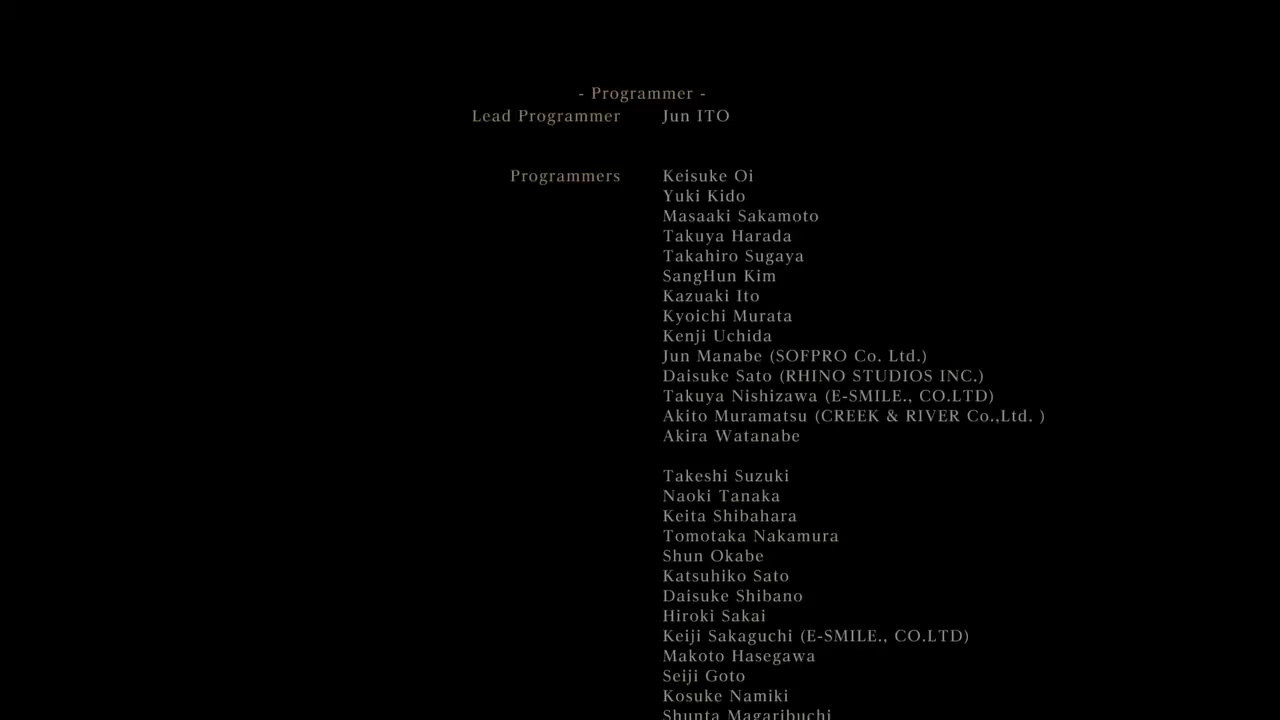 - Programmer -
Lead Programmer Jun ITO
Programmers Keisuke Oi
Yuki Kido
Masaaki Sakamoto
Takuya Harada
Takahiro Sugaya
SangHun Kim
Kazuaki Ito
Kyoichi Murata
Kenji Uchida
Jun Manabe (SOFPRO Co. Ltd.)
Daisuke Sato (RHINO STUDIOS INC.)
Takuya Nishizawa (E-SMILE., CO.LTD)
Akito Muramatsu (CREEK & RIVER Co.,Ltd. )
Akira Watanabe
Takeshi Suzuki
Naoki Tanaka
Keita Shibahara
Tomotaka Nakamura
Shun Okabe
Katsuhiko Sato
Daisuke Shibano
Hiroki Sakai
Keiji Sakaguchi (E-SMILE., CO.LTD)
Makoto Hasegawa
Seiji Goto
Kosuke Namiki
Shunta Magaribuchi